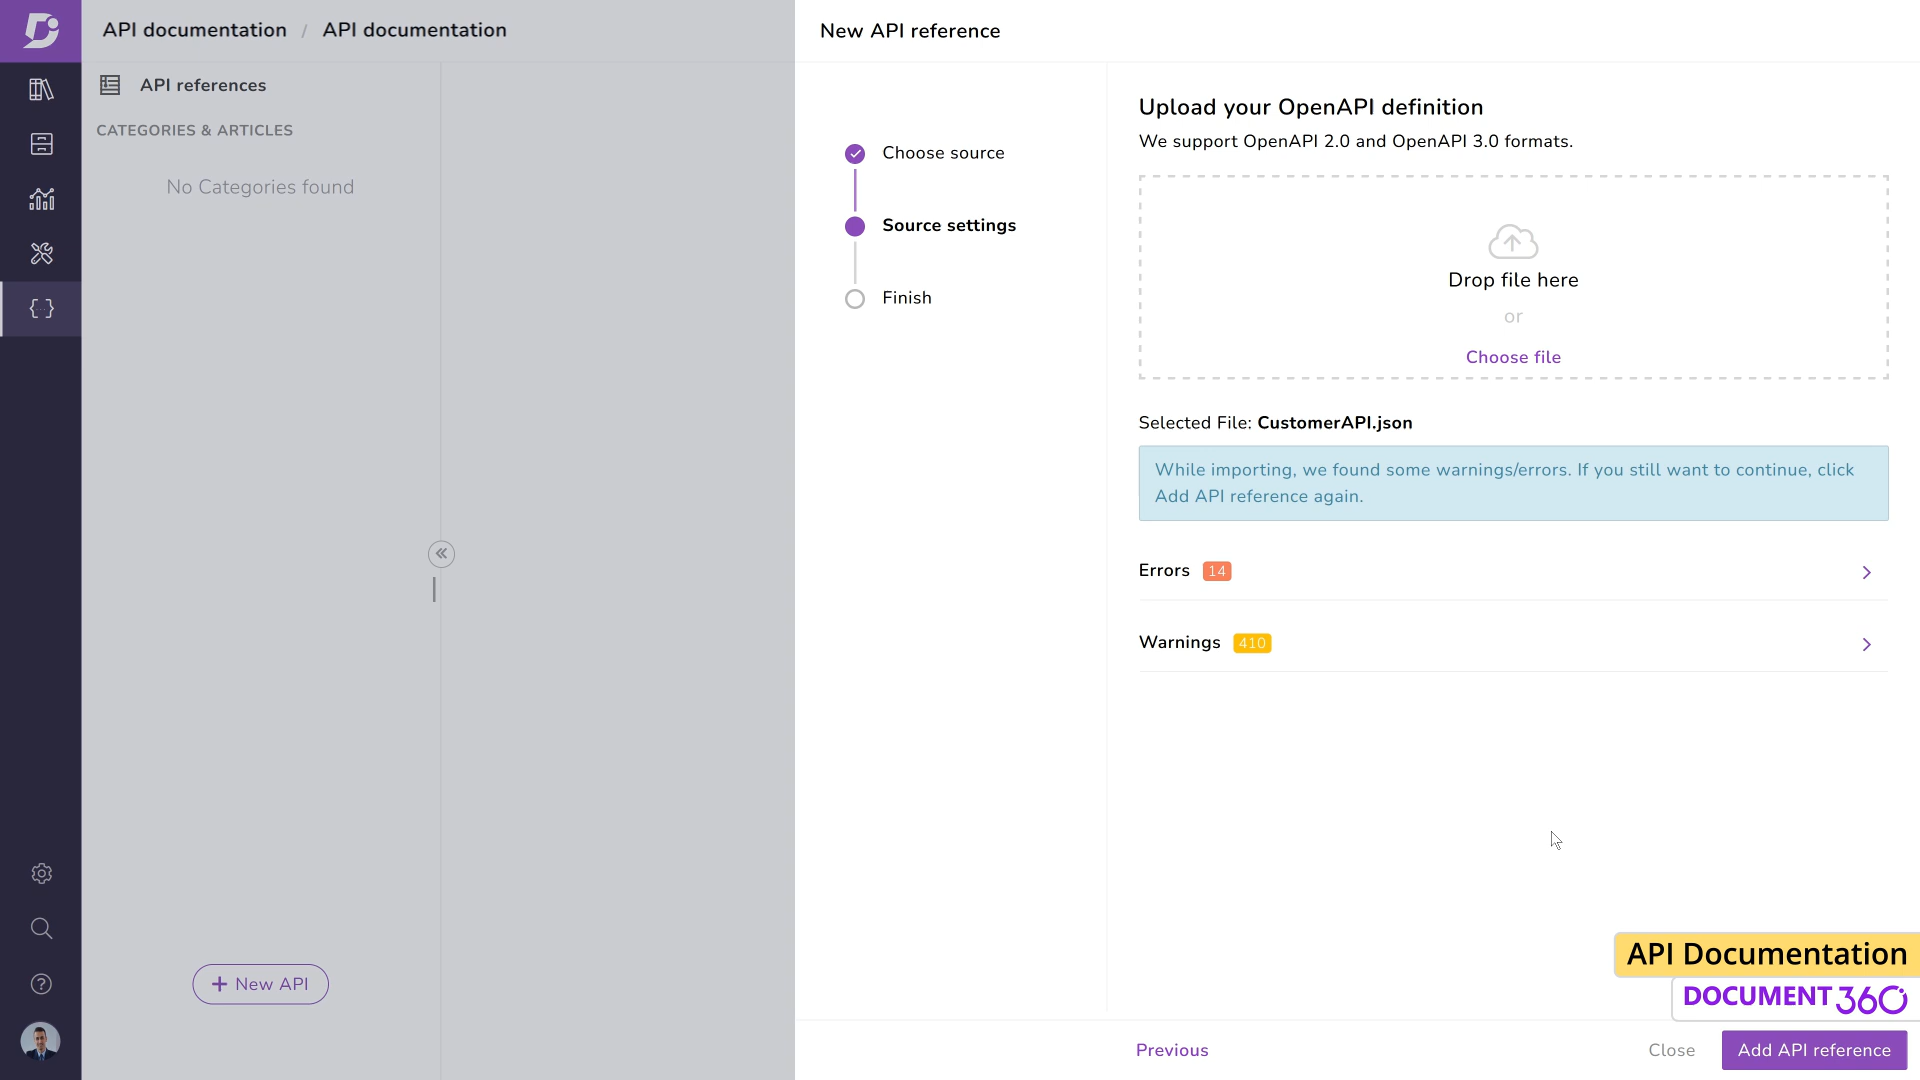 API documentation / API documentation
API references
CATEGORIES & ARTICLES
No Categories found
+ New API
New API reference
Choose source
Source settings
Finish
Upload your OpenAPI definition
We support OpenAPI 2.0 and OpenAPI 3.0 formats.
Drop file here
or
Choose file
Selected File: CustomerAPI.json
While importing, we found some warnings/errors. If you still want to continue, click
Add API reference again.
Errors 14
Warnings 410
API Documentation
DOCUMENT360
Previous
Close
Add API reference